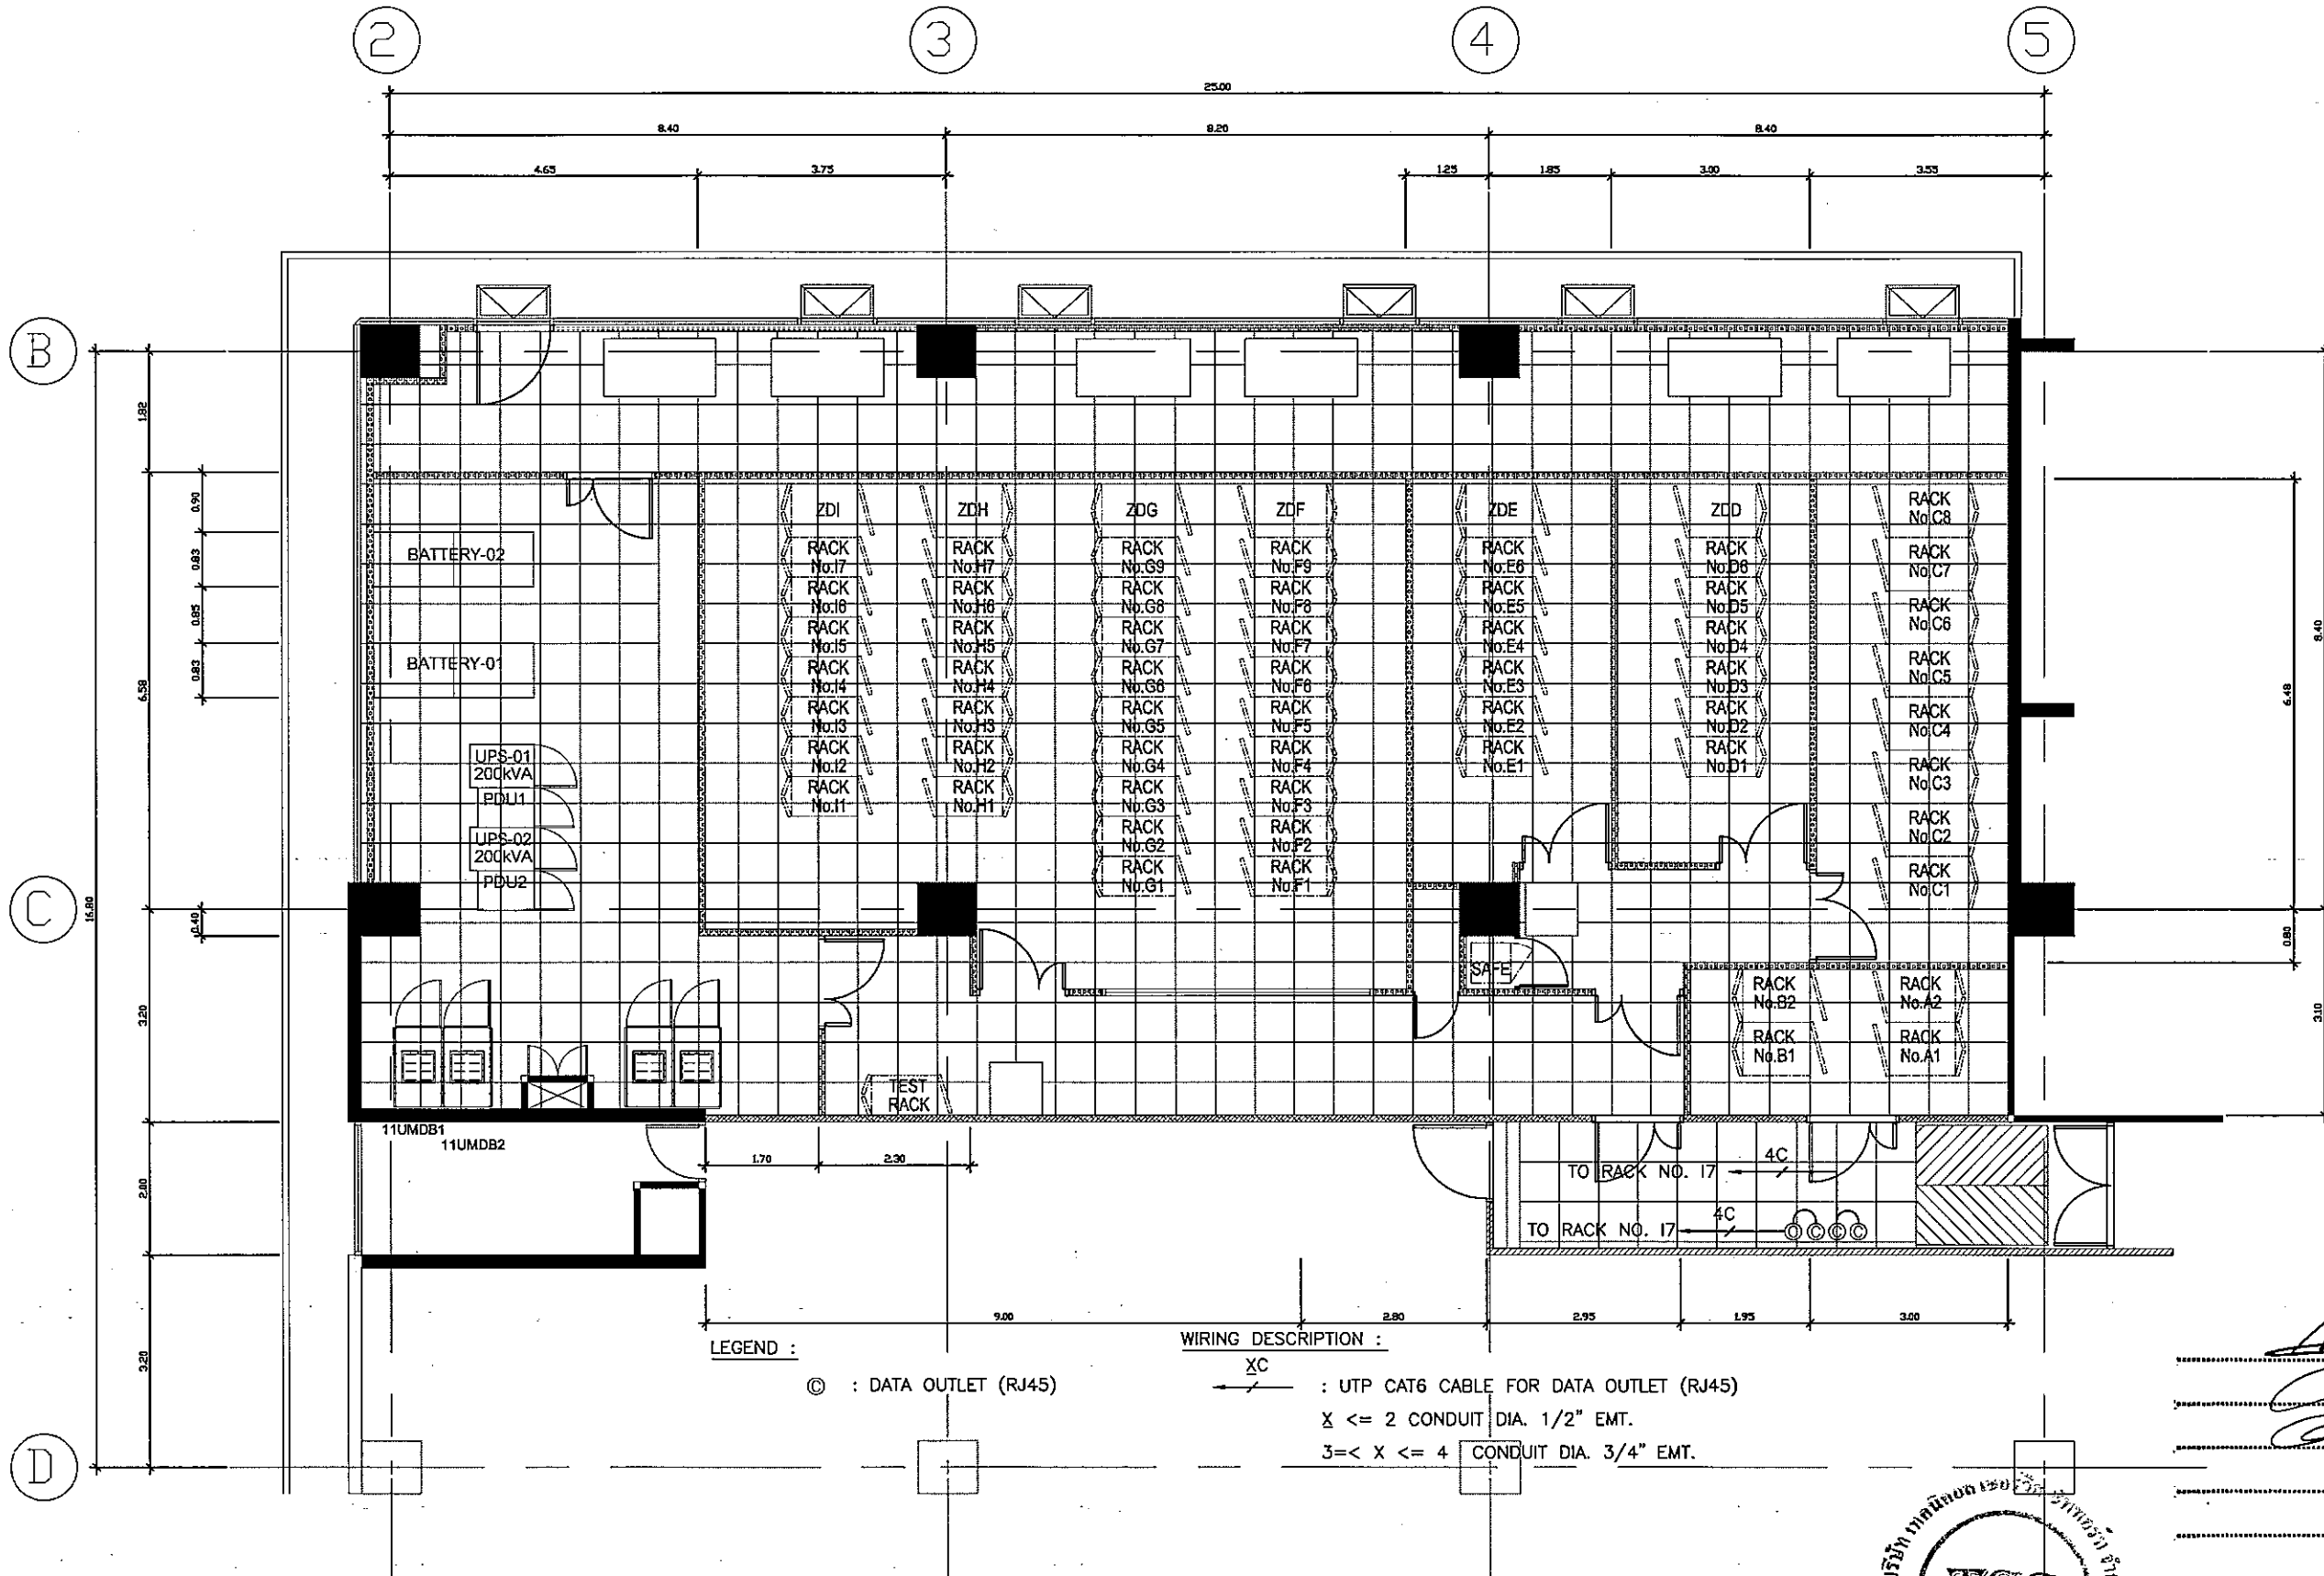 2
3
4
5
25.00
8.40
8.20
8.40
4.65
3.75
1.25
1.85
3.00
3.55
B
C
D
16.80
1.82
6.58
3.20
2.00
3.20
0.90
0.83
0.85
0.83
0.40
8.40
6.48
0.80
3.10
BATTERY-02
BATTERY-01
UPS-01
200kVA
PDU1
UPS-02
200kVA
PDU2
ZDI
RACK
No.I7
RACK
No.I6
RACK
No.I5
RACK
No.I4
RACK
No.I3
RACK
No.I2
RACK
No.I1
ZDH
RACK
No.H7
RACK
No.H6
RACK
No.H5
RACK
No.H4
RACK
No.H3
RACK
No.H2
RACK
No.H1
ZDG
RACK
No.G9
RACK
No.G8
RACK
No.G7
RACK
No.G6
RACK
No.G5
RACK
No.G4
RACK
No.G3
RACK
No.G2
RACK
No.G1
ZDF
RACK
No.F9
RACK
No.F8
RACK
No.F7
RACK
No.F6
RACK
No.F5
RACK
No.F4
RACK
No.F3
RACK
No.F2
RACK
No.F1
ZDE
RACK
No.E6
RACK
No.E5
RACK
No.E4
RACK
No.E3
RACK
No.E2
RACK
No.E1
ZDD
RACK
No.D6
RACK
No.D5
RACK
No.D4
RACK
No.D3
RACK
No.D2
RACK
No.D1
RACK
No.C8
RACK
No.C7
RACK
No.C6
RACK
No.C5
RACK
No.C4
RACK
No.C3
RACK
No.C2
RACK
No.C1
SAFE
RACK
No.B2
RACK
No.B1
RACK
No.A2
RACK
No.A1
TEST
RACK
11UMDB1
11UMDB2
1.70
2.30
TO RACK NO. I7
4C
TO RACK NO. I7
4C
© © © ©
9.00
2.80
2.95
1.95
3.00
LEGEND :
© : DATA OUTLET (RJ45)
WIRING DESCRIPTION :
XC
: UTP CAT6 CABLE FOR DATA OUTLET (RJ45)
X <= 2 CONDUIT DIA. 1/2" EMT.
3=< X <= 4 CONDUIT DIA. 3/4" EMT.
บริษัท